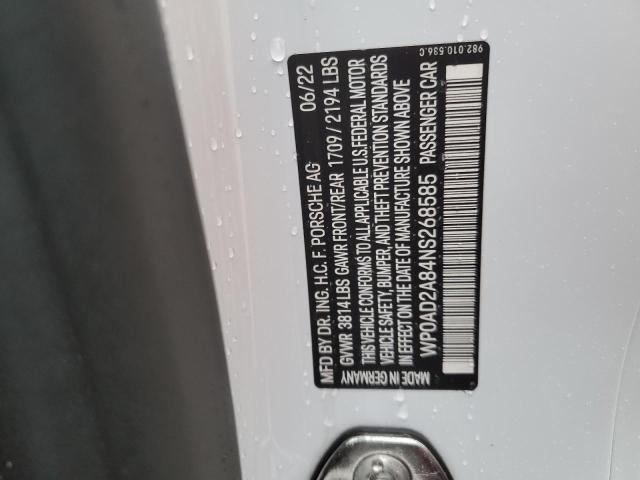 MFD BY DR. ING. H.C. F. PORSCHE AG 06/22
GVWR 3814LBS GAWR FRONT/REAR 1709/2194 LBS
THIS VEHICLE CONFORMS TO ALL APPLICABLE U.S. FEDERAL MOTOR
VEHICLE SAFETY, BUMPER, AND THEFT PREVENTION STANDARDS
IN EFFECT ON THE DATE OF MANUFACTURE SHOWN ABOVE
WP0AD2A84NS268585 PASSENGER CAR
MADE IN GERMANY
982.010.536.C